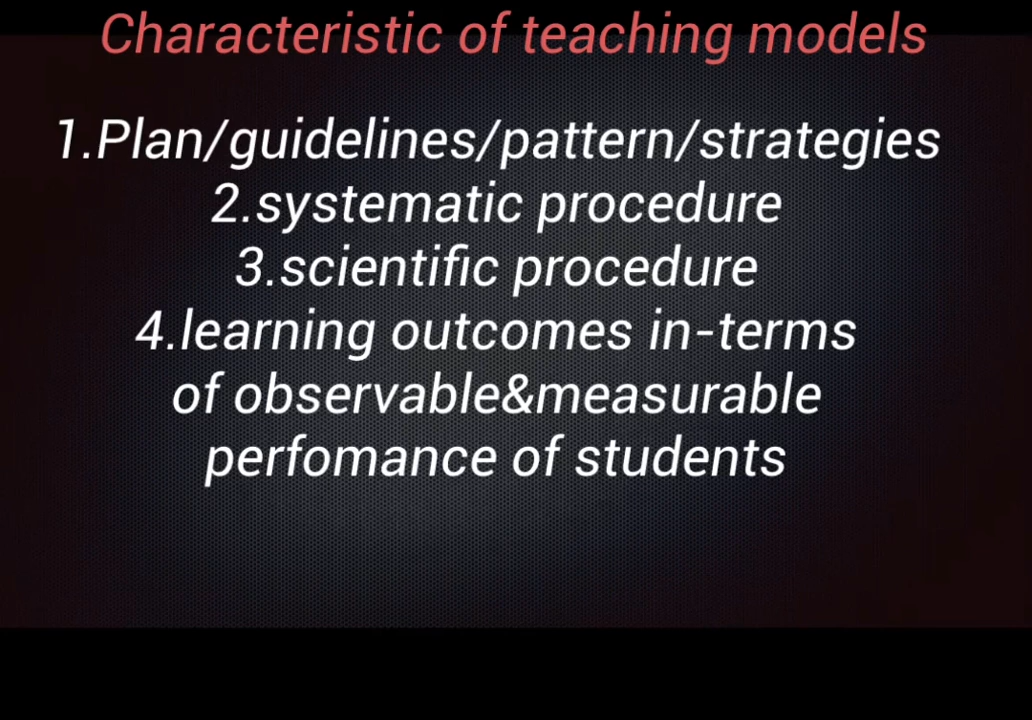 Characteristic of teaching models
1.Plan/guidelines/pattern/strategies
2.systematic procedure
3.scientific procedure
4.learning outcomes in-terms
of observable&measurable
perfomance of students